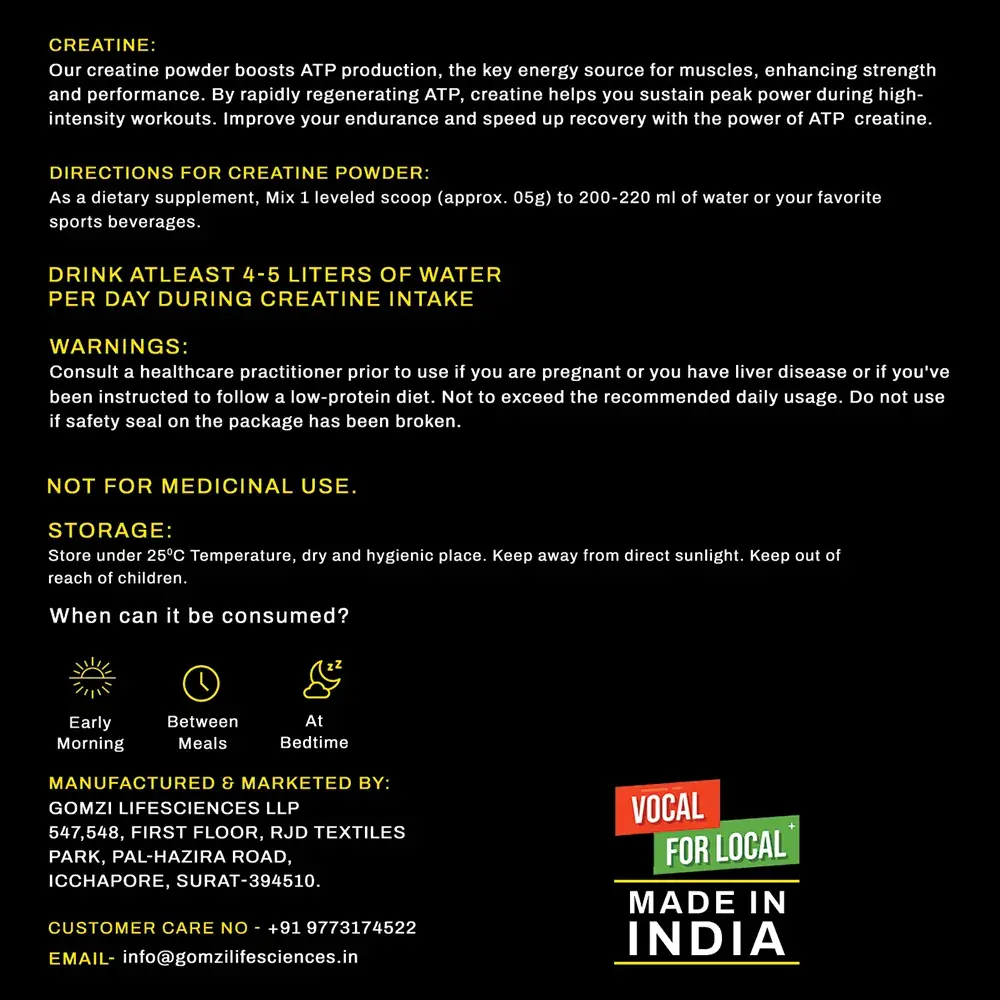 CREATINE:
Our creatine powder boosts ATP production, the key energy source for muscles, enhancing strength
and performance. By rapidly regenerating ATP, creatine helps you sustain peak power during high-
intensity workouts. Improve your endurance and speed up recovery with the power of ATP creatine.
DIRECTIONS FOR CREATINE POWDER:
As a dietary supplement, Mix 1 leveled scoop (approx. 05g) to 200-220 ml of water or your favorite
sports beverages.
DRINK ATLEAST 4-5 LITERS OF WATER
PER DAY DURING CREATINE INTAKE
WARNINGS:
Consult a healthcare practitioner prior to use if you are pregnant or you have liver disease or if you've
been instructed to follow a low-protein diet. Not to exceed the recommended daily usage. Do not use
if safety seal on the package has been broken.
NOT FOR MEDICINAL USE.
STORAGE:
Store under 25⁰C Temperature, dry and hygienic place. Keep away from direct sunlight. Keep out of
reach of children.
When can it be consumed?
zz
Early
Morning
Between
Meals
At
Bedtime
MANUFACTURED & MARKETED BY:
GOMZI LIFESCIENCES LLP
547,548, FIRST FLOOR, RJD TEXTILES
PARK, PAL-HAZIRA ROAD,
ICCHAPORE, SURAT-394510.
CUSTOMER CARE NO - +91 9773174522
EMAIL- info@gomzilifesciences.in
VOCAL
FOR LOCAL+
MADE IN
INDIA